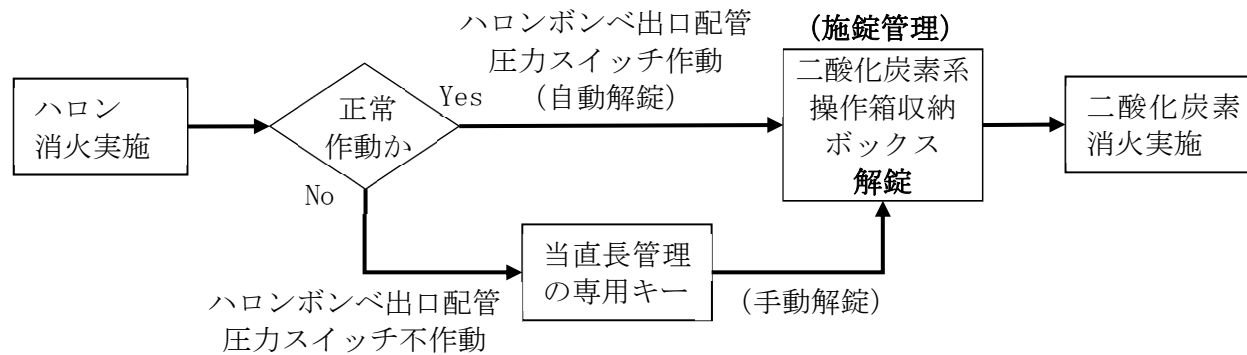 ハロン
消火実施
正常
作動か
Yes
No
ハロンボンベ出口配管
圧力スイッチ作動
（自動解錠）
(施錠管理)
二酸化炭素系
操作箱収納
ボックス
解錠
二酸化炭素
消火実施
ハロンボンベ出口配管
圧力スイッチ不作動
当直長管理
の専用キー
（手動解錠）